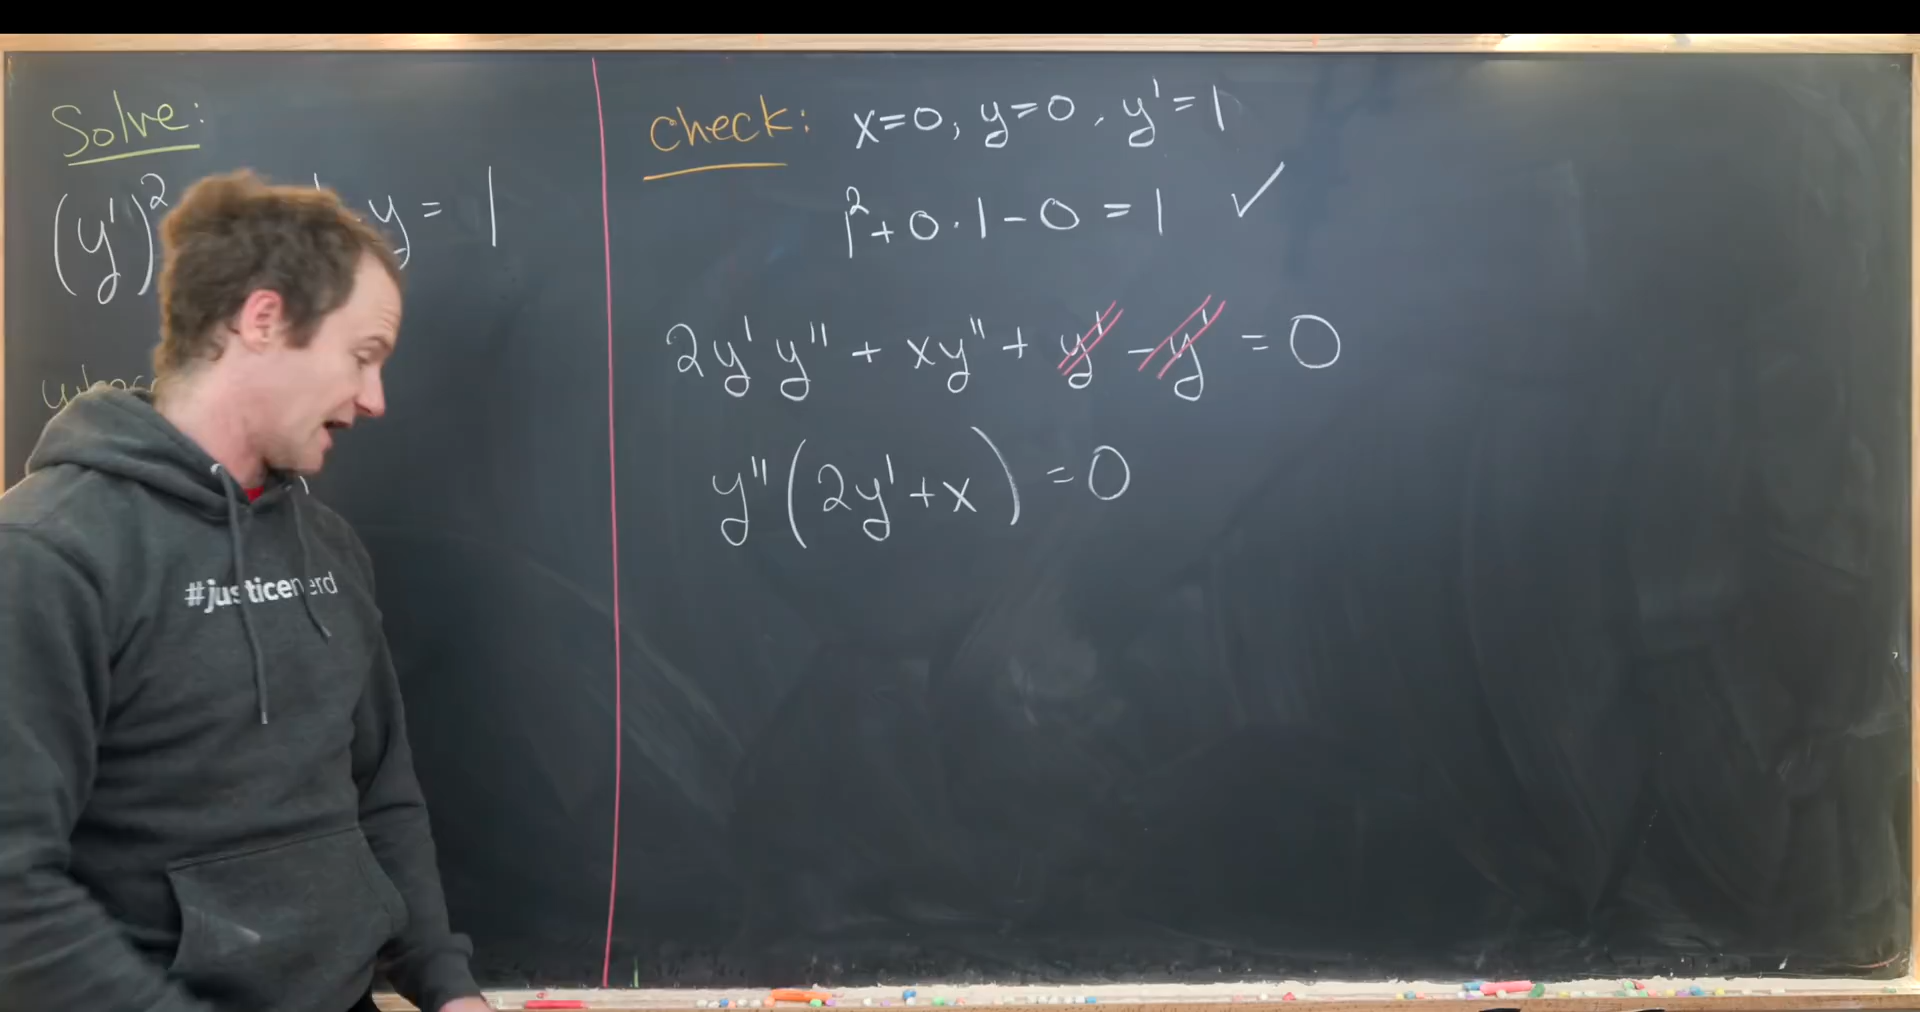 Solve:
(y')² y = 1
Check: x=0, y=0, y'=1
1²+0·1-0=1 ✓
2y'y''+xy''+y'-y'=0
y''(2y'+x)=0
#justicenerd